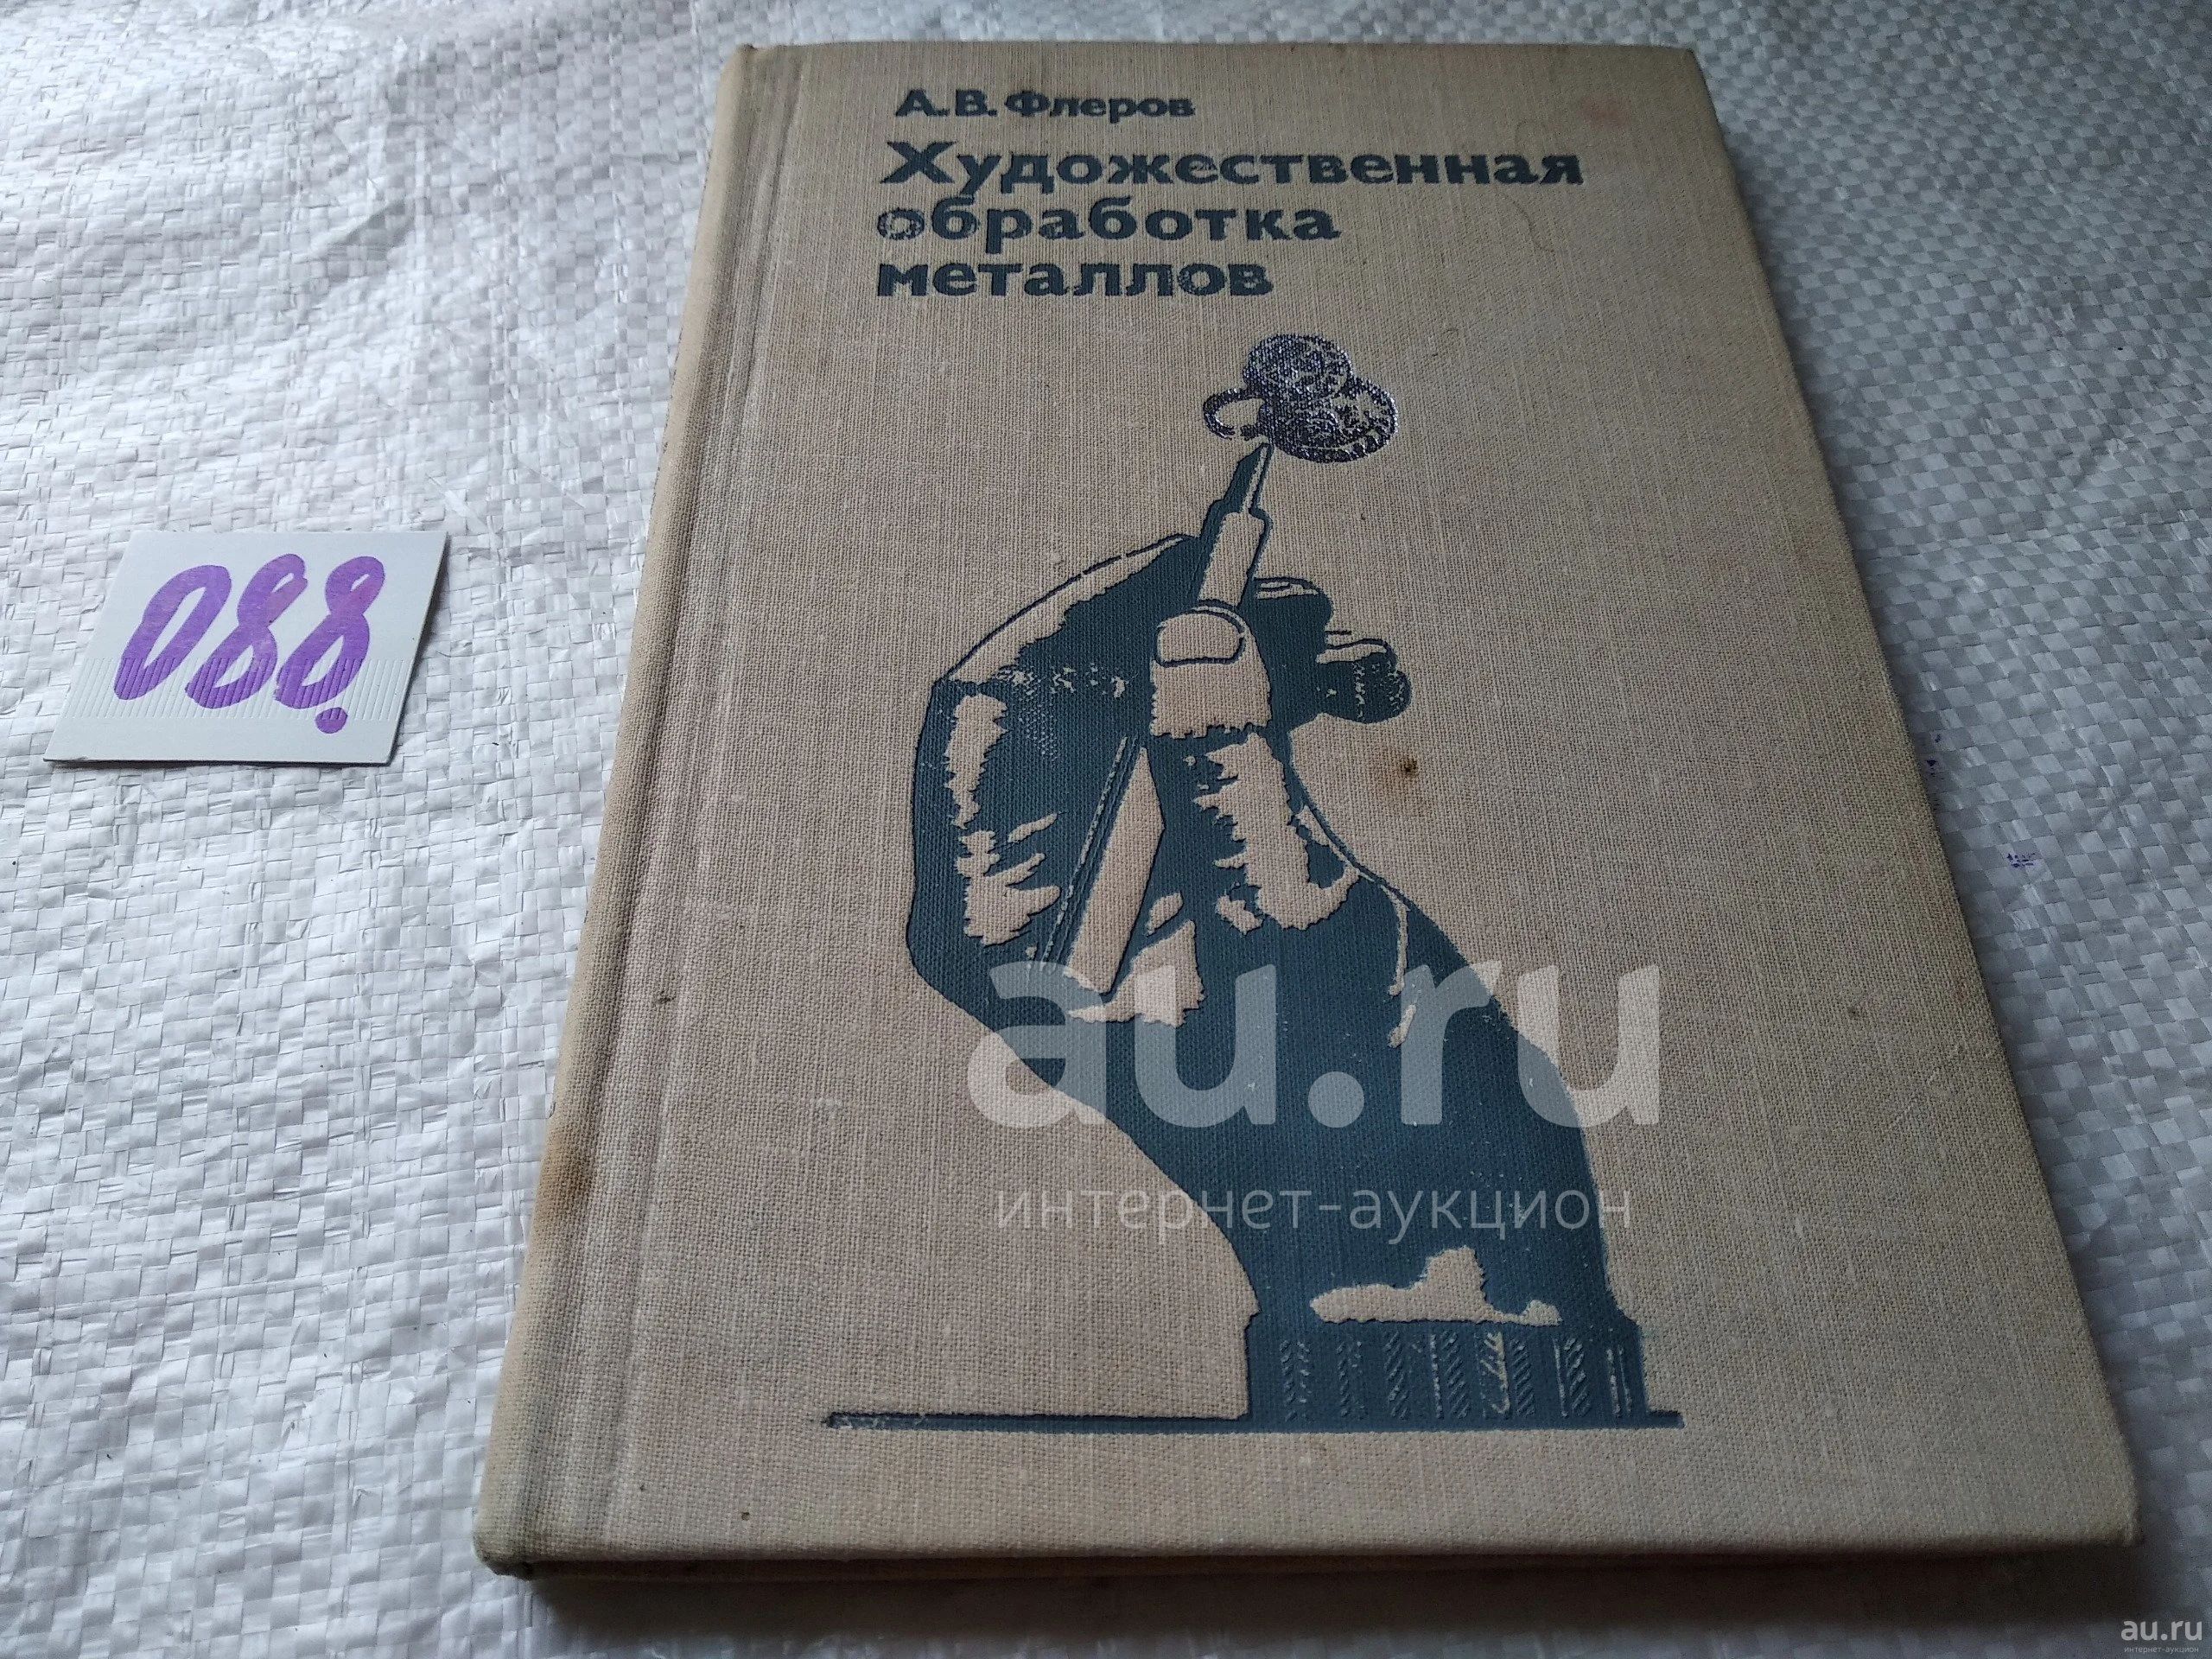 А. В. Флеров
Художественная
обработка
металлов
088.
au.ru
интернет-аукцион
au.ru
интернет-аукцион